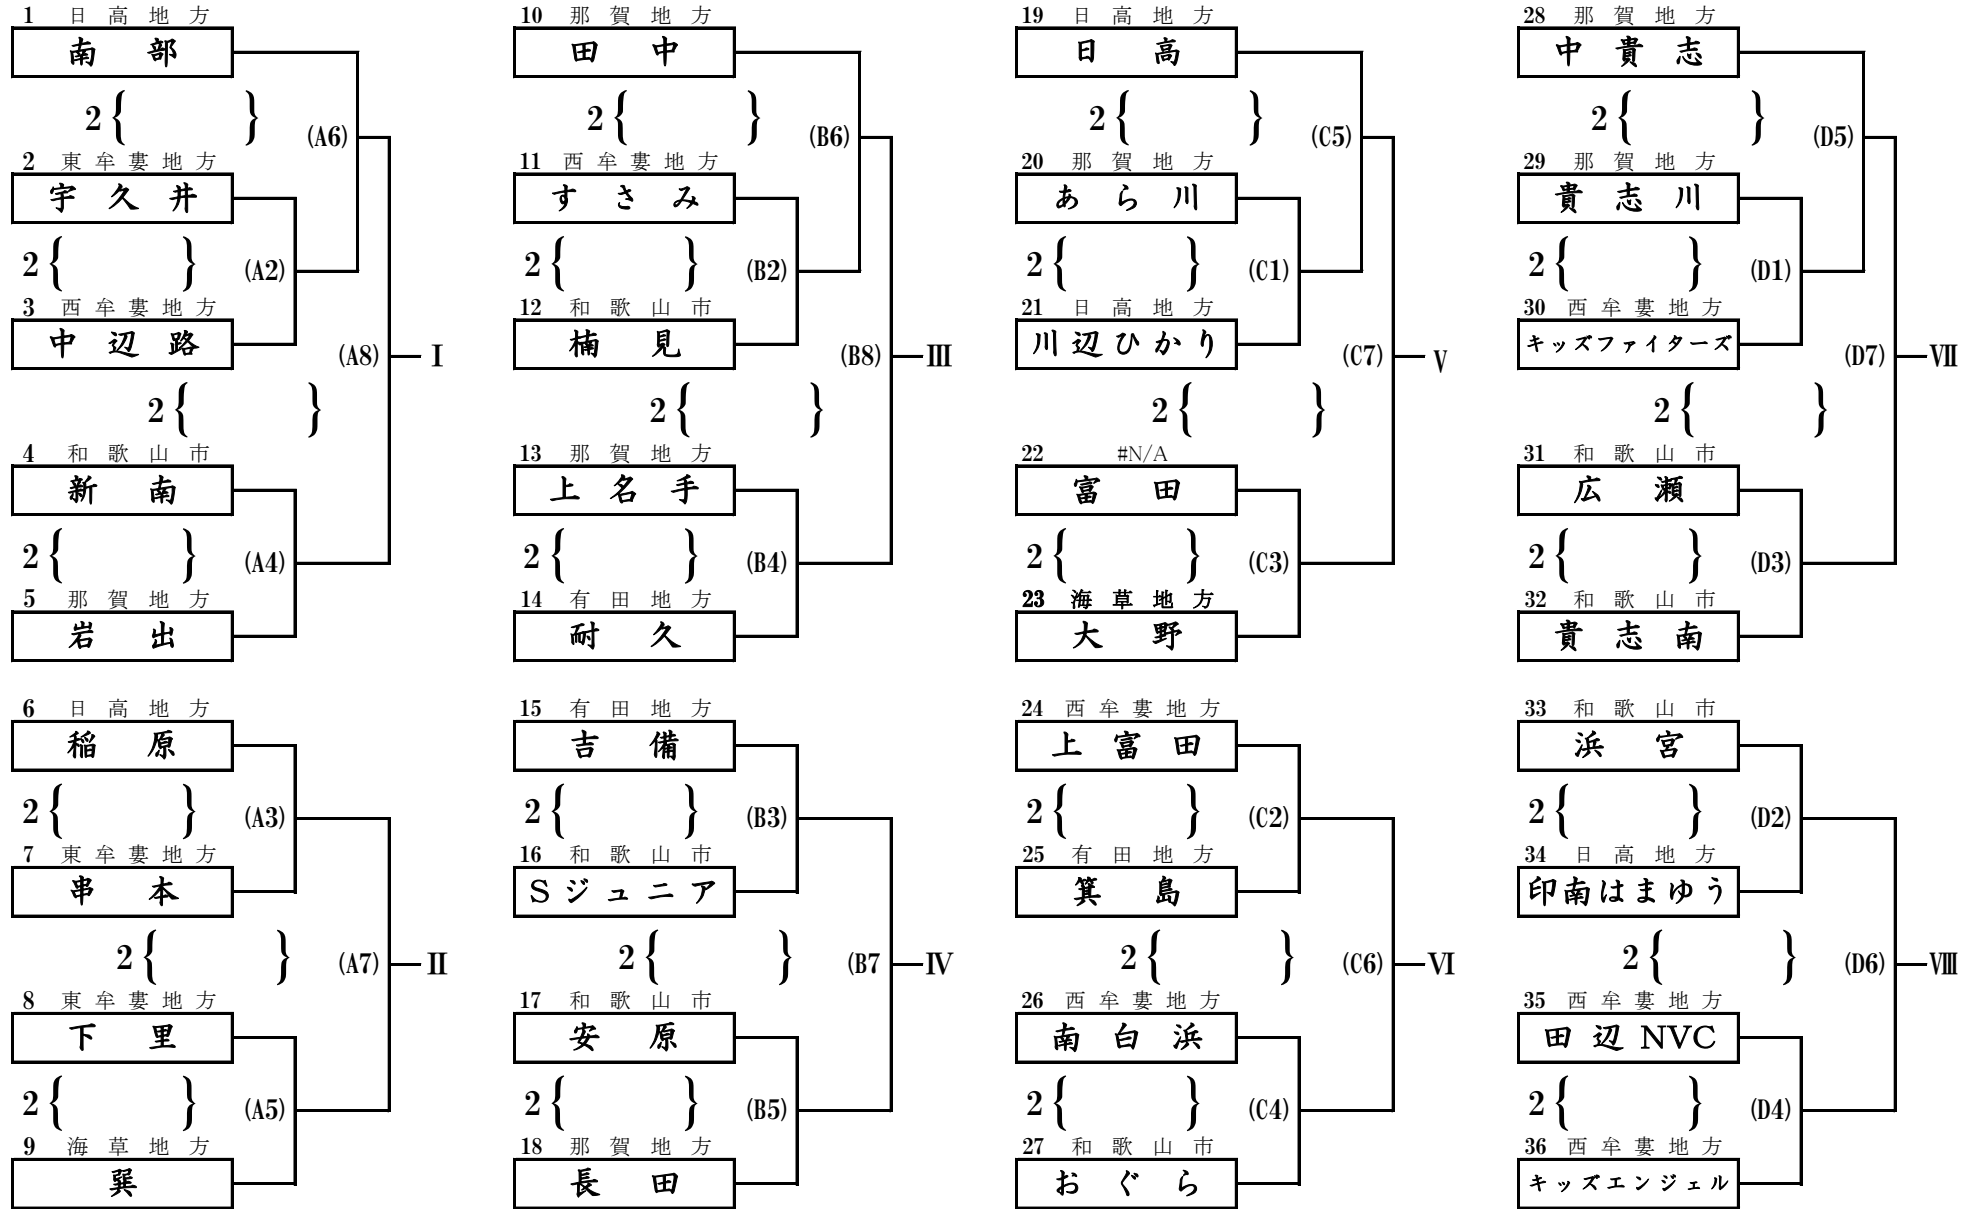 1 日高地方
南部
2 { }
(A6)
2 東牟婁地方
宇久井
2 { }
(A2)
3 西牟婁地方
中辺路
(A8)
I
2 { }
4 和歌山市
新南
2 { }
(A4)
5 那賀地方
岩出
6 日高地方
稲原
2 { }
(A3)
7 東牟婁地方
串本
2 { }
(A7)
II
8 東牟婁地方
下里
2 { }
(A5)
9 海草地方
巽
10 那賀地方
田中
2 { }
(B6)
11 西牟婁地方
すさみ
2 { }
(B2)
12 和歌山市
楠見
(B8)
III
2 { }
13 那賀地方
上名手
2 { }
(B4)
14 有田地方
耐久
15 有田地方
吉備
2 { }
(B3)
16 和歌山市
Sジュニア
2 { }
(B7
IV
17 和歌山市
安原
2 { }
(B5)
18 那賀地方
長田
19 日高地方
日高
2 { }
(C5)
20 那賀地方
あら川
2 { }
(C1)
21 日高地方
川辺ひかり
(C7)
V
2 { }
22 #N/A
富田
2 { }
(C3)
23 海草地方
大野
24 西牟婁地方
上富田
2 { }
(C2)
25 有田地方
箕島
2 { }
(C6)
VI
26 西牟婁地方
南白浜
2 { }
(C4)
27 和歌山市
おぐら
28 那賀地方
中貴志
2 { }
(D5)
29 那賀地方
貴志川
2 { }
(D1)
30 西牟婁地方
キッズファイターズ
(D7)
VII
2 { }
31 和歌山市
広瀬
2 { }
(D3)
32 和歌山市
貴志南
33 和歌山市
浜宮
2 { }
(D2)
34 日高地方
印南はまゆう
2 { }
(D6)
VIII
35 西牟婁地方
田辺NVC
2 { }
(D4)
36 西牟婁地方
キッズエンジェル